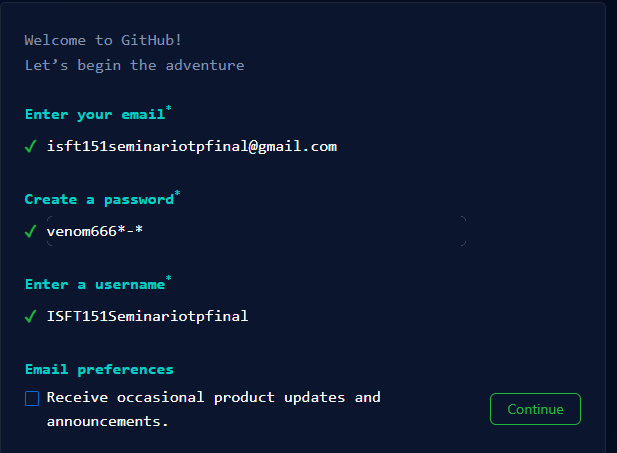 Welcome to GitHub!
Let’s begin the adventure
Enter your email*
✓ isft151seminariotpfinal@gmail.com
Create a password*
✓ venom666*-*
Enter a username*
✓ ISFT151Seminariotpfinal
Email preferences
Receive occasional product updates and
announcements.
Continue